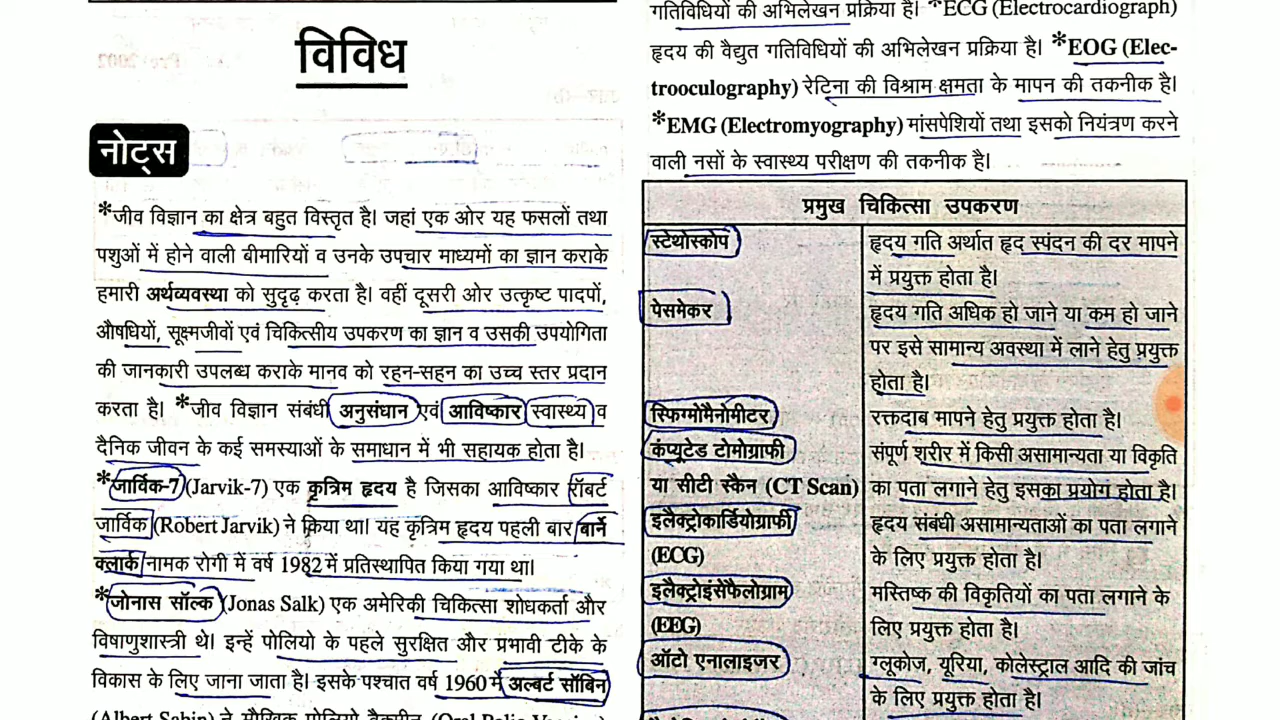 विविध
नोट्स
*जीव विज्ञान का क्षेत्र बहुत विस्तृत है। जहां एक ओर यह फसलों तथा
पशुओं में होने वाली बीमारियों व उनके उपचार माध्यमों का ज्ञान कराके
हमारी अर्थव्यवस्था को सुदृढ़ करता है। वहीं दूसरी ओर उत्कृष्ट पादपों,
औषधियों, सूक्ष्मजीवों एवं चिकित्सीय उपकरण का ज्ञान व उसकी उपयोगिता
की जानकारी उपलब्ध कराके मानव को रहन-सहन का उच्च स्तर प्रदान
करता है। *जीव विज्ञान संबंधी अनुसंधान एवं आविष्कार स्वास्थ्य व
दैनिक जीवन के कई समस्याओं के समाधान में भी सहायक होता है।
*जार्विक-7 (Jarvik-7) एक कृत्रिम हृदय है जिसका आविष्कार रॉबर्ट
जार्विक (Robert Jarvik) ने किया था। यह कृत्रिम हृदय पहली बार बार्ने
क्लार्क नामक रोगी में वर्ष 1982 में प्रतिस्थापित किया गया था।
*जोनास सॉल्क (Jonas Salk) एक अमेरिकी चिकित्सा शोधकर्ता और
विषाणुशास्त्री थे। इन्हें पोलियो के पहले सुरक्षित और प्रभावी टीके के
विकास के लिए जाना जाता है। इसके पश्चात वर्ष 1960 में अल्बर्ट सॉबिन
(Albert Sabin) ने मौखिक पोलियो वैक्सीन (Oral Polio Vaccine)
गतिविधियों की अभिलेखन प्रक्रिया है। *ECG (Electrocardiograph)
हृदय की वैद्युत गतिविधियों की अभिलेखन प्रक्रिया है। *EOG (Elec-
trooculography) रेटिना की विश्राम क्षमता के मापन की तकनीक है।
*EMG (Electromyography) मांसपेशियों तथा इसको नियंत्रण करने
वाली नसों के स्वास्थ्य परीक्षण की तकनीक है।
प्रमुख चिकित्सा उपकरण
स्टेथोस्कोप हृदय गति अर्थात हृद स्पंदन की दर मापने
में प्रयुक्त होता है।
पेसमेकर हृदय गति अधिक हो जाने या कम हो जाने
पर इसे सामान्य अवस्था में लाने हेतु प्रयुक्त
होता है।
स्फिग्मोमैनोमीटर रक्तदाब मापने हेतु प्रयुक्त होता है।
कंप्यूटेड टोमोग्राफी संपूर्ण शरीर में किसी असामान्यता या विकृति
या सीटी स्कैन (CT Scan) का पता लगाने हेतु इसका प्रयोग होता है।
इलैक्ट्रोकार्डियोग्राफी हृदय संबंधी असामान्यताओं का पता लगाने
(ECG) के लिए प्रयुक्त होता है।
इलैक्ट्रोइंसेफैलोग्राम मस्तिष्क की विकृतियों का पता लगाने के
(EEG) लिए प्रयुक्त होता है।
ऑटो एनालाइजर ग्लूकोज, यूरिया, कोलेस्ट्राल आदि की जांच
के लिए प्रयुक्त होता है।